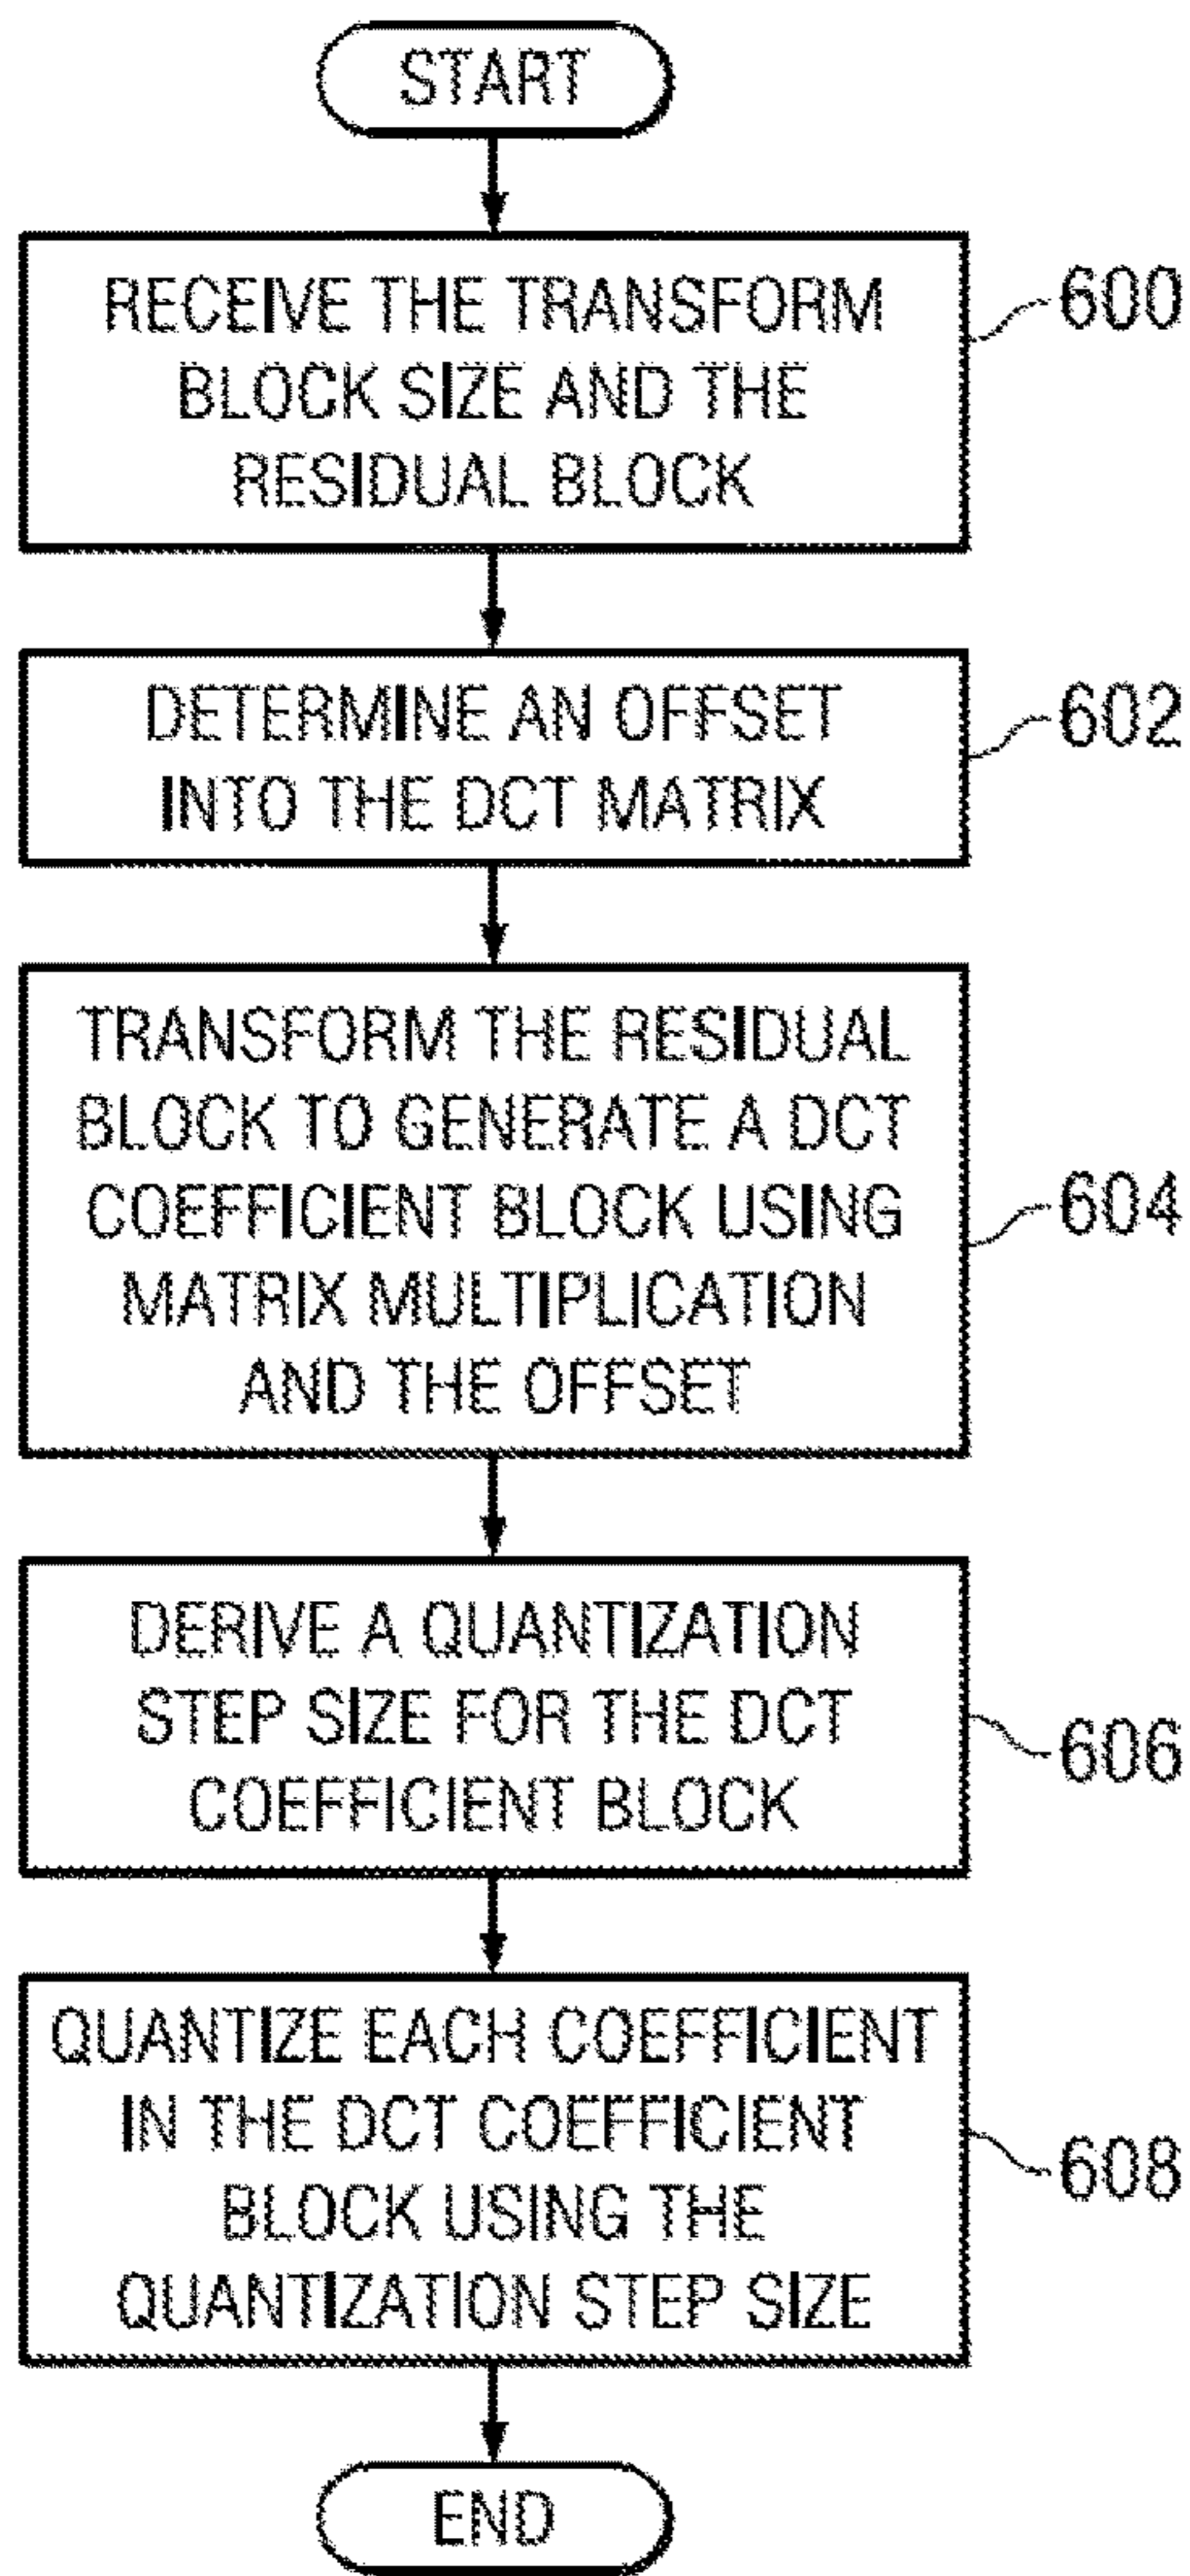 START
RECEIVE THE TRANSFORM
BLOCK SIZE AND THE
RESIDUAL BLOCK
600
DETERMINE AN OFFSET
INTO THE DCT MATRIX
602
TRANSFORM THE RESIDUAL
BLOCK TO GENERATE A DCT
COEFFICIENT BLOCK USING
MATRIX MULTIPLICATION
AND THE OFFSET
604
DERIVE A QUANTIZATION
STEP SIZE FOR THE DCT
COEFFICIENT BLOCK
606
QUANTIZE EACH COEFFICIENT
IN THE DCT COEFFICIENT
BLOCK USING THE
QUANTIZATION STEP SIZE
608
END